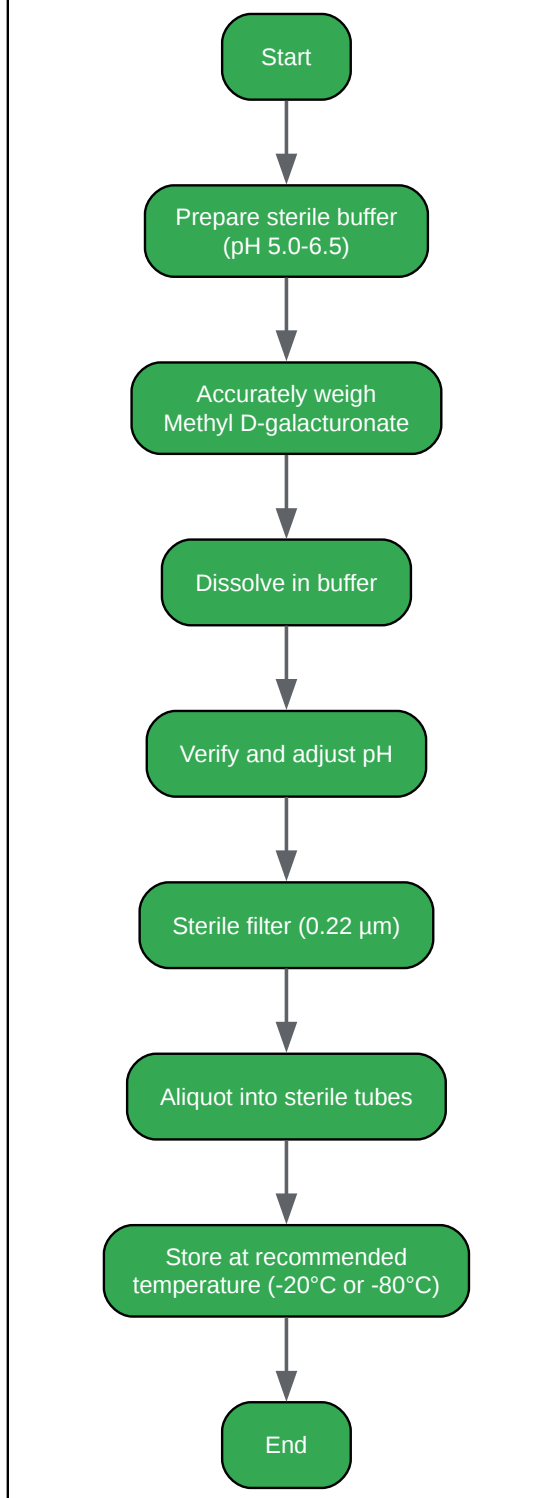 Start
Prepare sterile buffer
(pH 5.0-6.5)
Accurately weigh
Methyl D-galacturonate
Dissolve in buffer
Verify and adjust pH
Sterile filter (0.22 µm)
Aliquot into sterile tubes
Store at recommended
temperature (-20°C or -80°C)
End